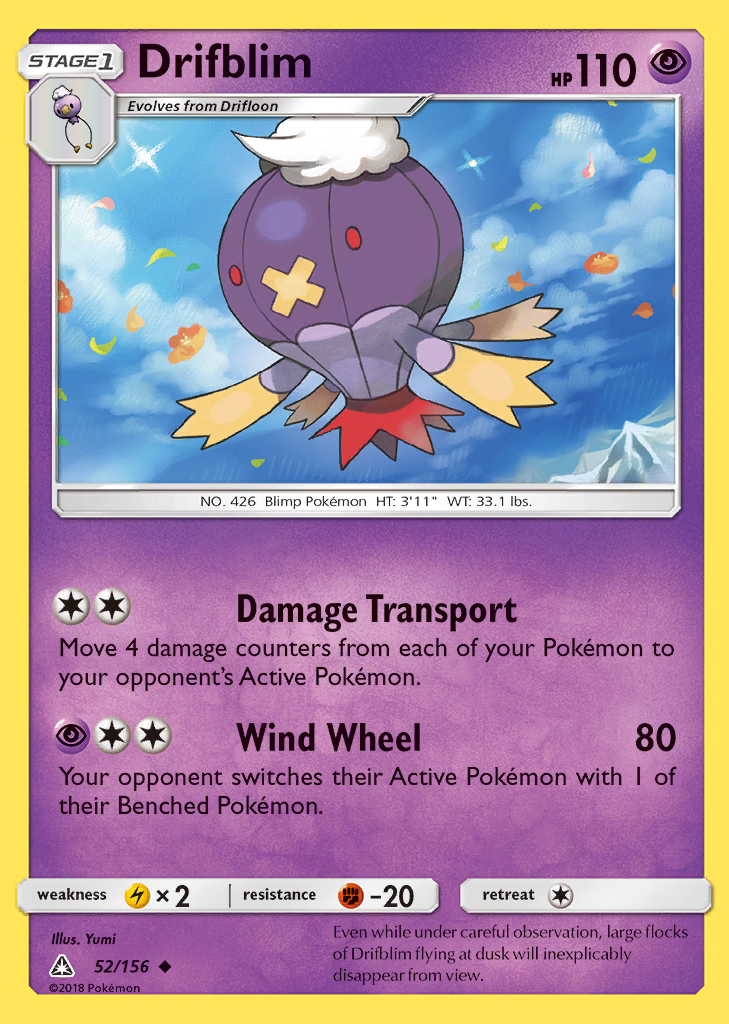 STAGE1
Drifblim
HP110
Evolves from Drifloon
NO. 426 Blimp Pokémon HT: 3'11" WT: 33.1 lbs.
Damage Transport
Move 4 damage counters from each of your Pokémon to
your opponent's Active Pokémon.
Wind Wheel 80
Your opponent switches their Active Pokémon with 1 of
their Benched Pokémon.
weakness ×2 resistance -20 retreat
Illus. Yumi
52/156
©2018 Pokémon
Even while under careful observation, large flocks
of Drifblim flying at dusk will inexplicably
disappear from view.